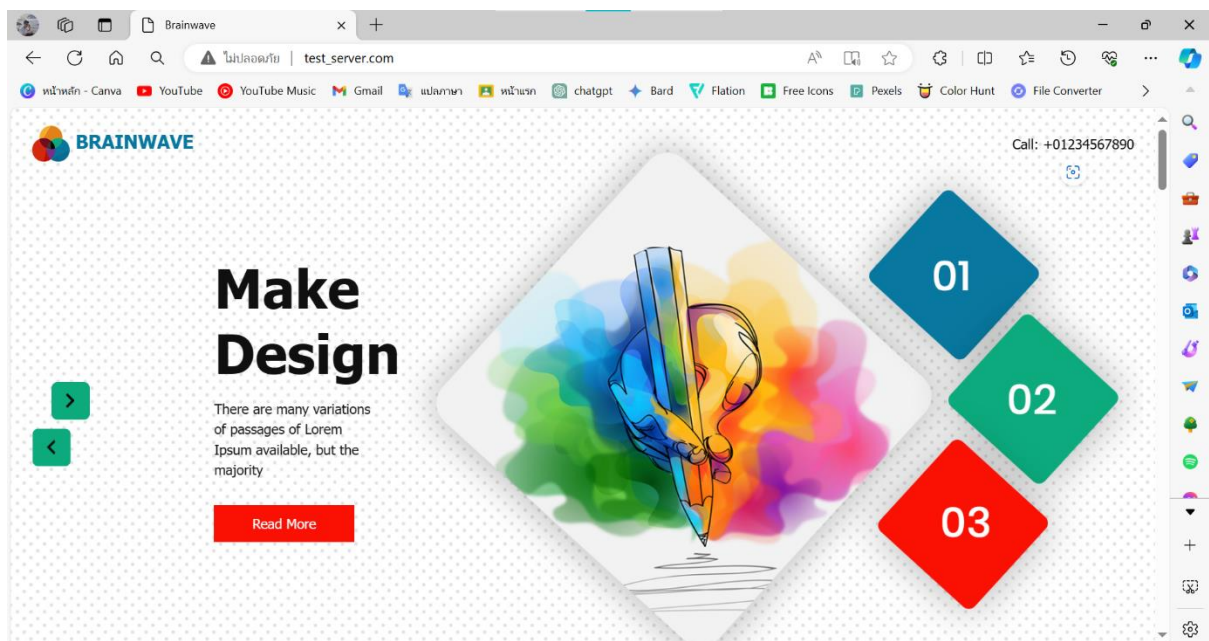 Brainwave
ไม่ปลอดภัย | test_server.com
หน้าหลัก - Canva YouTube YouTube Music Gmail แปลภาษา หน้าแรก chatgpt Bard Flation Free Icons Pexels Color Hunt File Converter
BRAINWAVE
Call: +01234567890
Make
Design
There are many variations
of passages of Lorem
Ipsum available, but the
majority
Read More
01
02
03